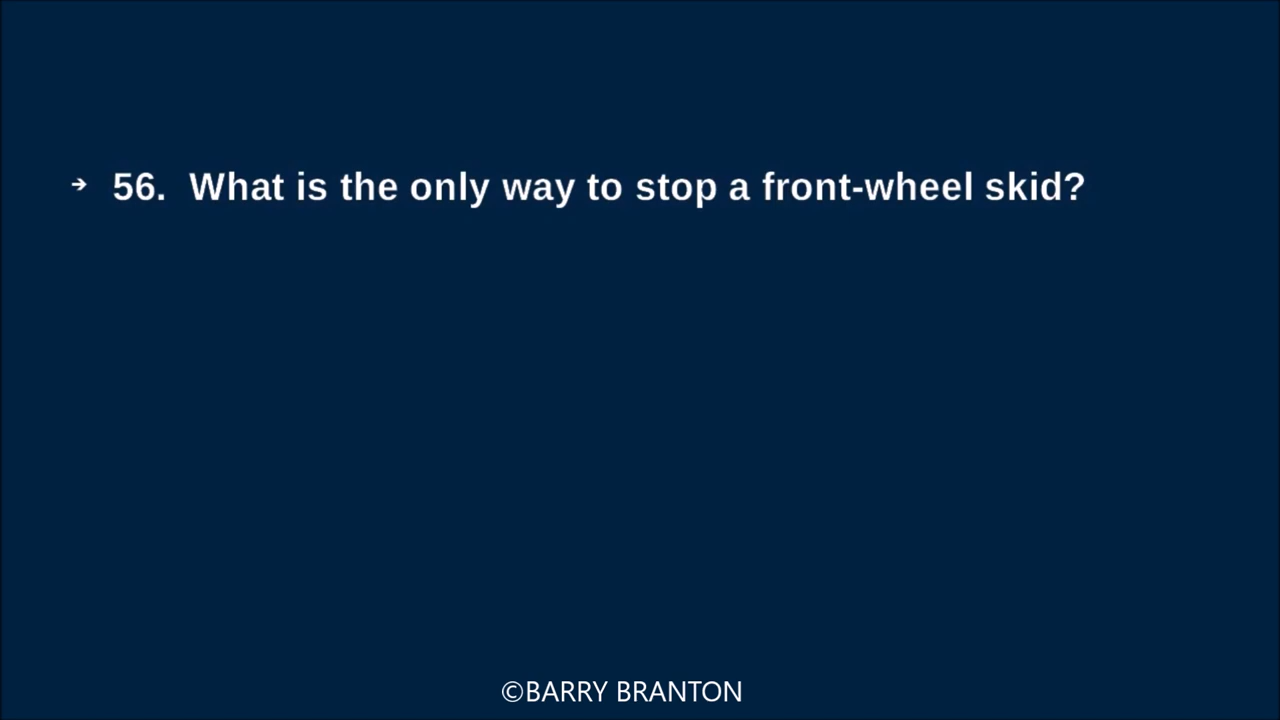 ➔ 56. What is the only way to stop a front-wheel skid?
©BARRY BRANTON